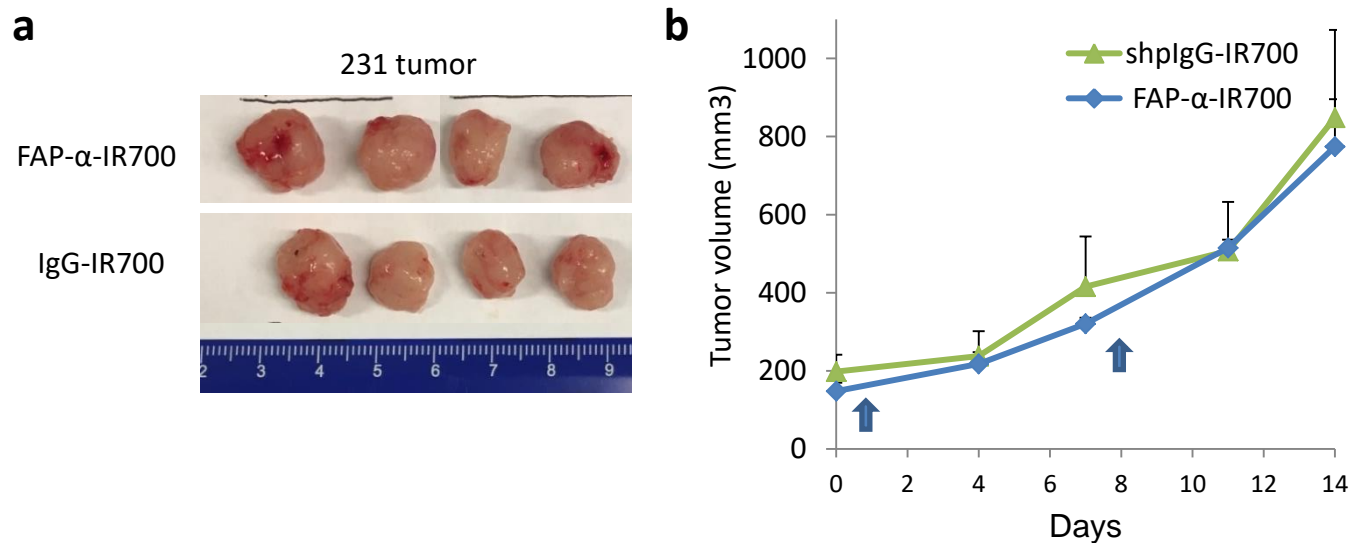 a
231 tumor
FAP-α-IR700
IgG-IR700
2 3 4 5 6 7 8 9
b
shpIgG-IR700
FAP-α-IR700
Tumor volume (mm3)
1000
800
600
400
200
0
0 2 4 6 8 10 12 14
Days